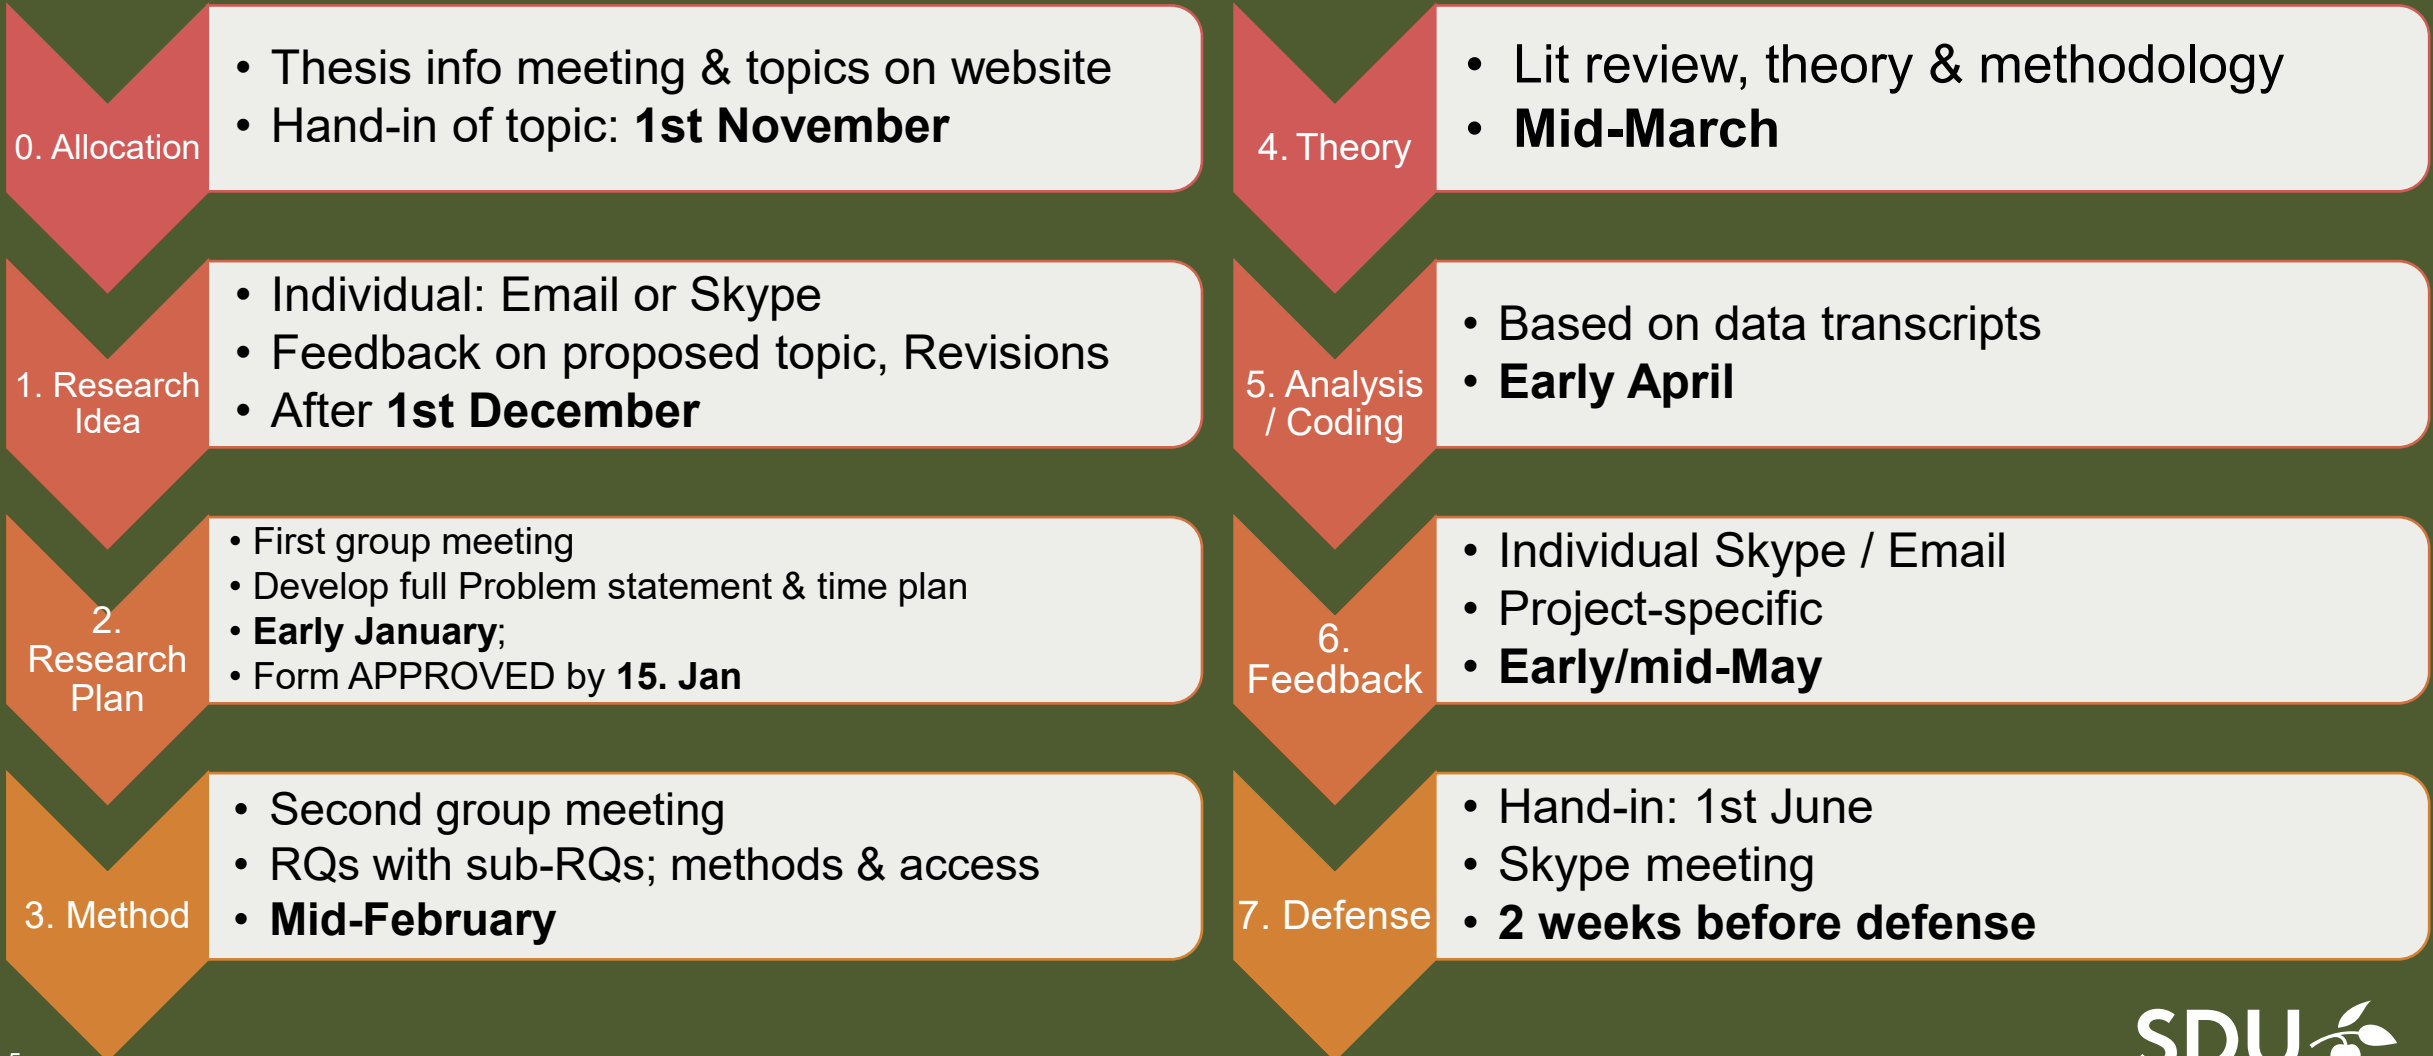 0. Allocation
• Thesis info meeting & topics on website
• Hand-in of topic: 1st November
1. Research
Idea
• Individual: Email or Skype
• Feedback on proposed topic, Revisions
• After 1st December
2.
Research
Plan
• First group meeting
• Develop full Problem statement & time plan
• Early January;
• Form APPROVED by 15. Jan
3. Method
• Second group meeting
• RQs with sub-RQs; methods & access
• Mid-February
4. Theory
• Lit review, theory & methodology
• Mid-March
5. Analysis
/ Coding
• Based on data transcripts
• Early April
6.
Feedback
• Individual Skype / Email
• Project-specific
• Early/mid-May
7. Defense
• Hand-in: 1st June
• Skype meeting
• 2 weeks before defense
SDU